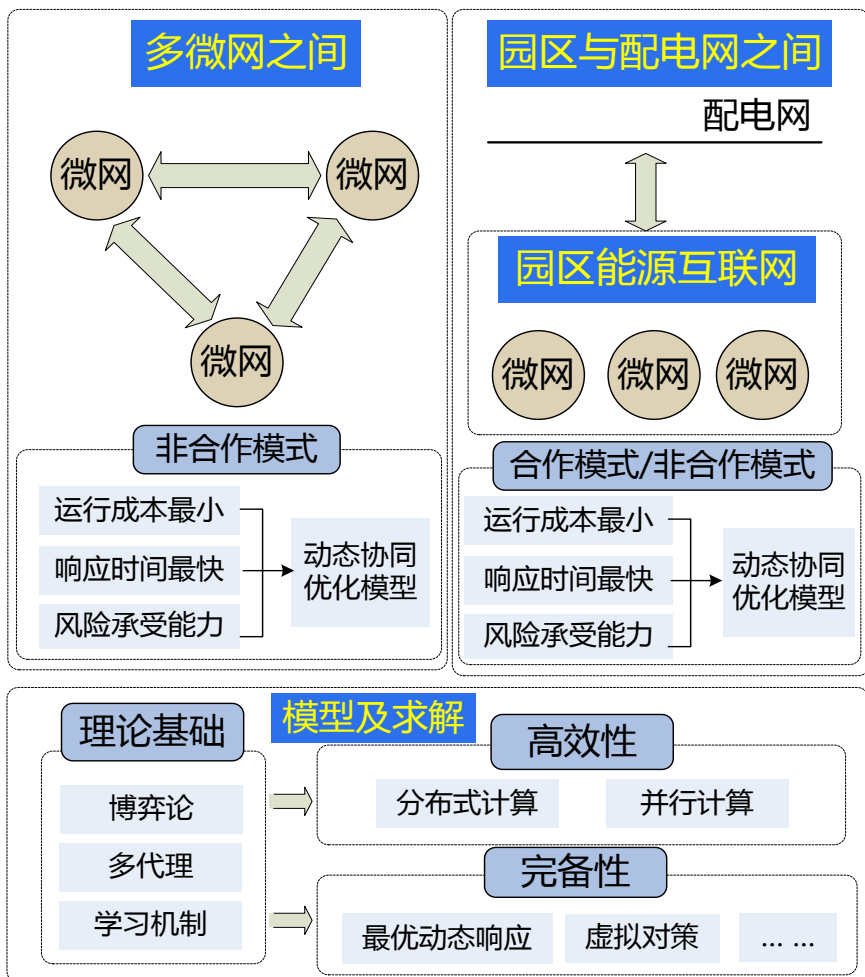 多微网之间
微网
微网
微网
非合作模式
运行成本最小
响应时间最快
风险承受能力
动态协同
优化模型
园区与配电网之间
配电网
园区能源互联网
微网
微网
微网
合作模式/非合作模式
运行成本最小
响应时间最快
风险承受能力
动态协同
优化模型
模型及求解
理论基础
博弈论
多代理
学习机制
高效性
分布式计算
并行计算
完备性
最优动态响应
虚拟对策
... ...